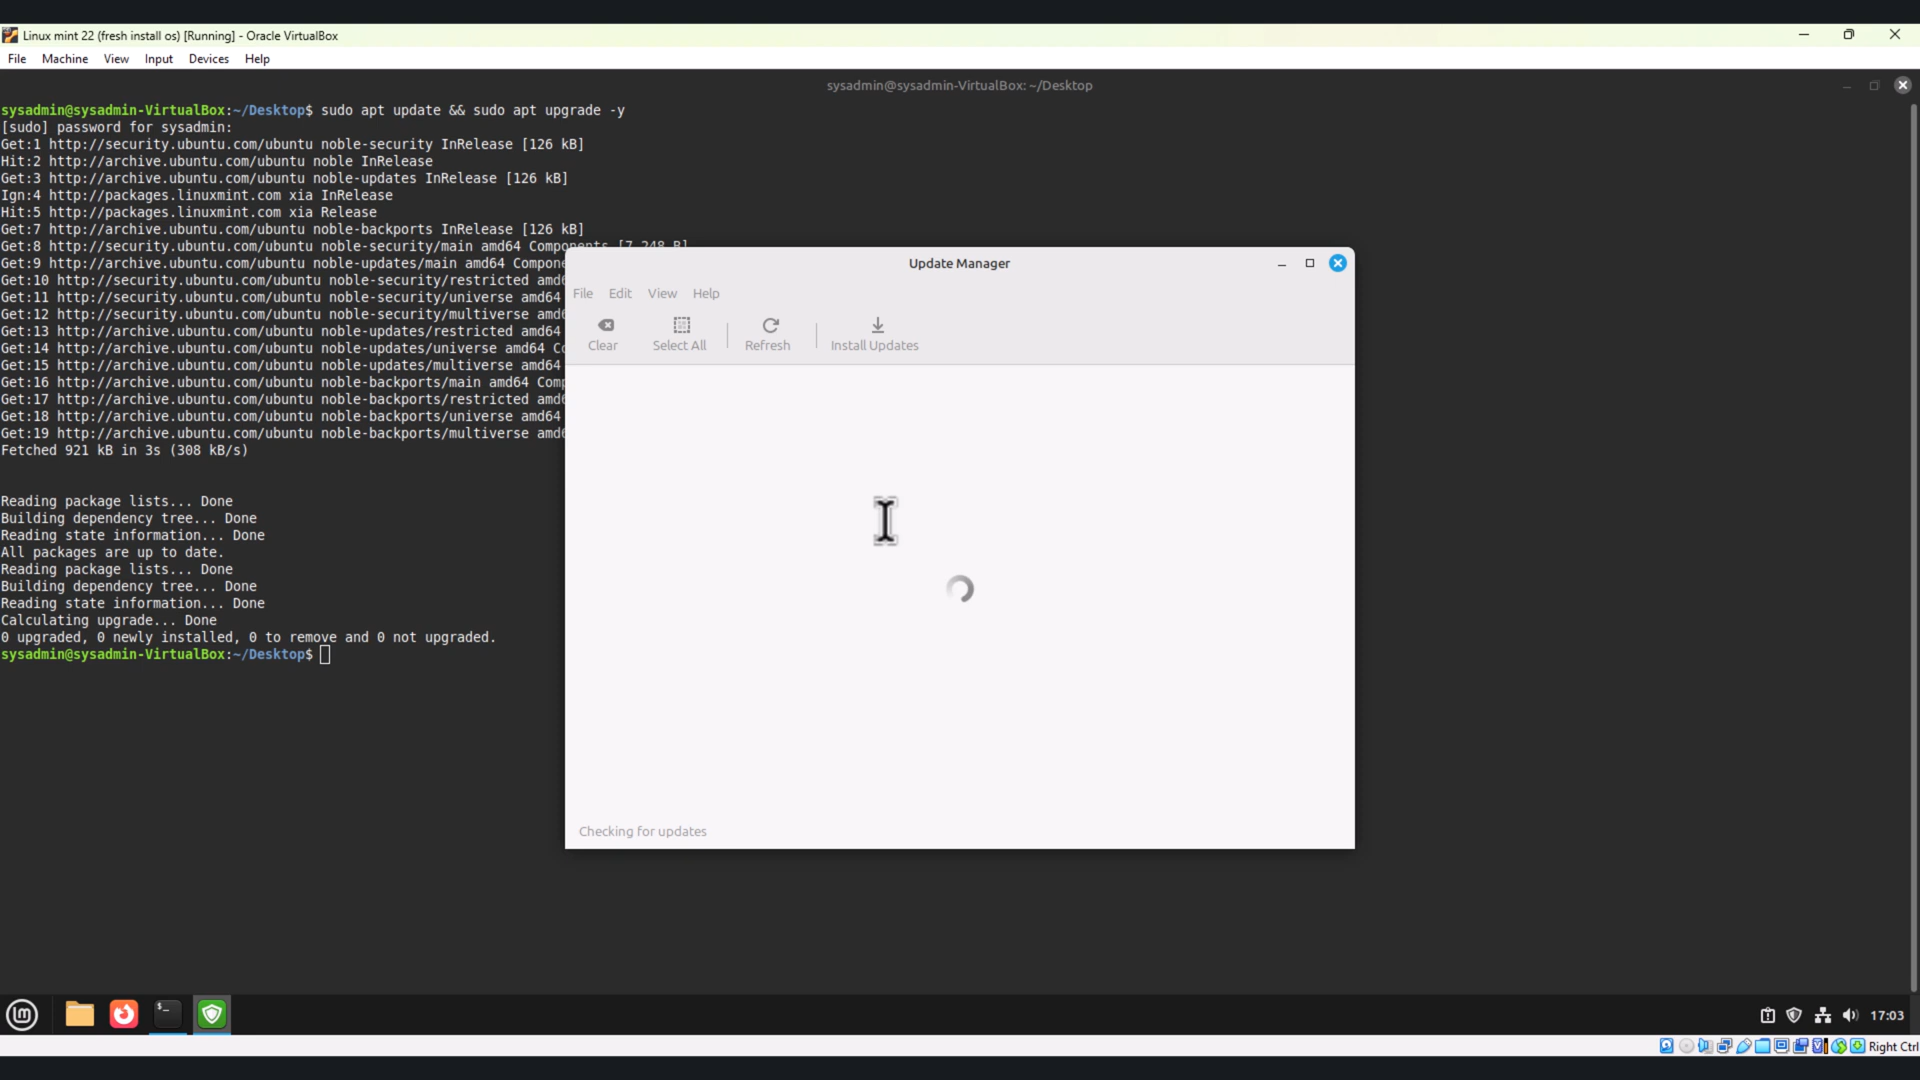 Linux mint 22 (fresh install os) [Running] - Oracle VirtualBox
File Machine View Input Devices Help
sysadmin@sysadmin-VirtualBox: ~/Desktop
sysadmin@sysadmin-VirtualBox:~/Desktop$ sudo apt update && sudo apt upgrade -y
[sudo] password for sysadmin:
Get:1 http://security.ubuntu.com/ubuntu noble-security InRelease [126 kB]
Hit:2 http://archive.ubuntu.com/ubuntu noble InRelease
Get:3 http://archive.ubuntu.com/ubuntu noble-updates InRelease [126 kB]
Ign:4 http://packages.linuxmint.com xia InRelease
Hit:5 http://packages.linuxmint.com xia Release
Get:7 http://archive.ubuntu.com/ubuntu noble-backports InRelease [126 kB]
Get:8 http://security.ubuntu.com/ubuntu noble-security/main amd64 Components [7,248 B]
Get:9 http://archive.ubuntu.com/ubuntu noble-updates/main amd64 Compone
Get:10 http://security.ubuntu.com/ubuntu noble-security/restricted amd6
Get:11 http://security.ubuntu.com/ubuntu noble-security/universe amd64
Get:12 http://security.ubuntu.com/ubuntu noble-security/multiverse amd6
Get:13 http://archive.ubuntu.com/ubuntu noble-updates/restricted amd64
Get:14 http://archive.ubuntu.com/ubuntu noble-updates/universe amd64 Co
Get:15 http://archive.ubuntu.com/ubuntu noble-updates/multiverse amd64
Get:16 http://archive.ubuntu.com/ubuntu noble-backports/main amd64 Comp
Get:17 http://archive.ubuntu.com/ubuntu noble-backports/restricted amd6
Get:18 http://archive.ubuntu.com/ubuntu noble-backports/universe amd64
Get:19 http://archive.ubuntu.com/ubuntu noble-backports/multiverse amd6
Fetched 921 kB in 3s (308 kB/s)
Reading package lists... Done
Building dependency tree... Done
Reading state information... Done
All packages are up to date.
Reading package lists... Done
Building dependency tree... Done
Reading state information... Done
Calculating upgrade... Done
0 upgraded, 0 newly installed, 0 to remove and 0 not upgraded.
sysadmin@sysadmin-VirtualBox:~/Desktop$
Update Manager
File Edit View Help
Clear Select All Refresh Install Updates
Checking for updates
17:03
Right Ctrl